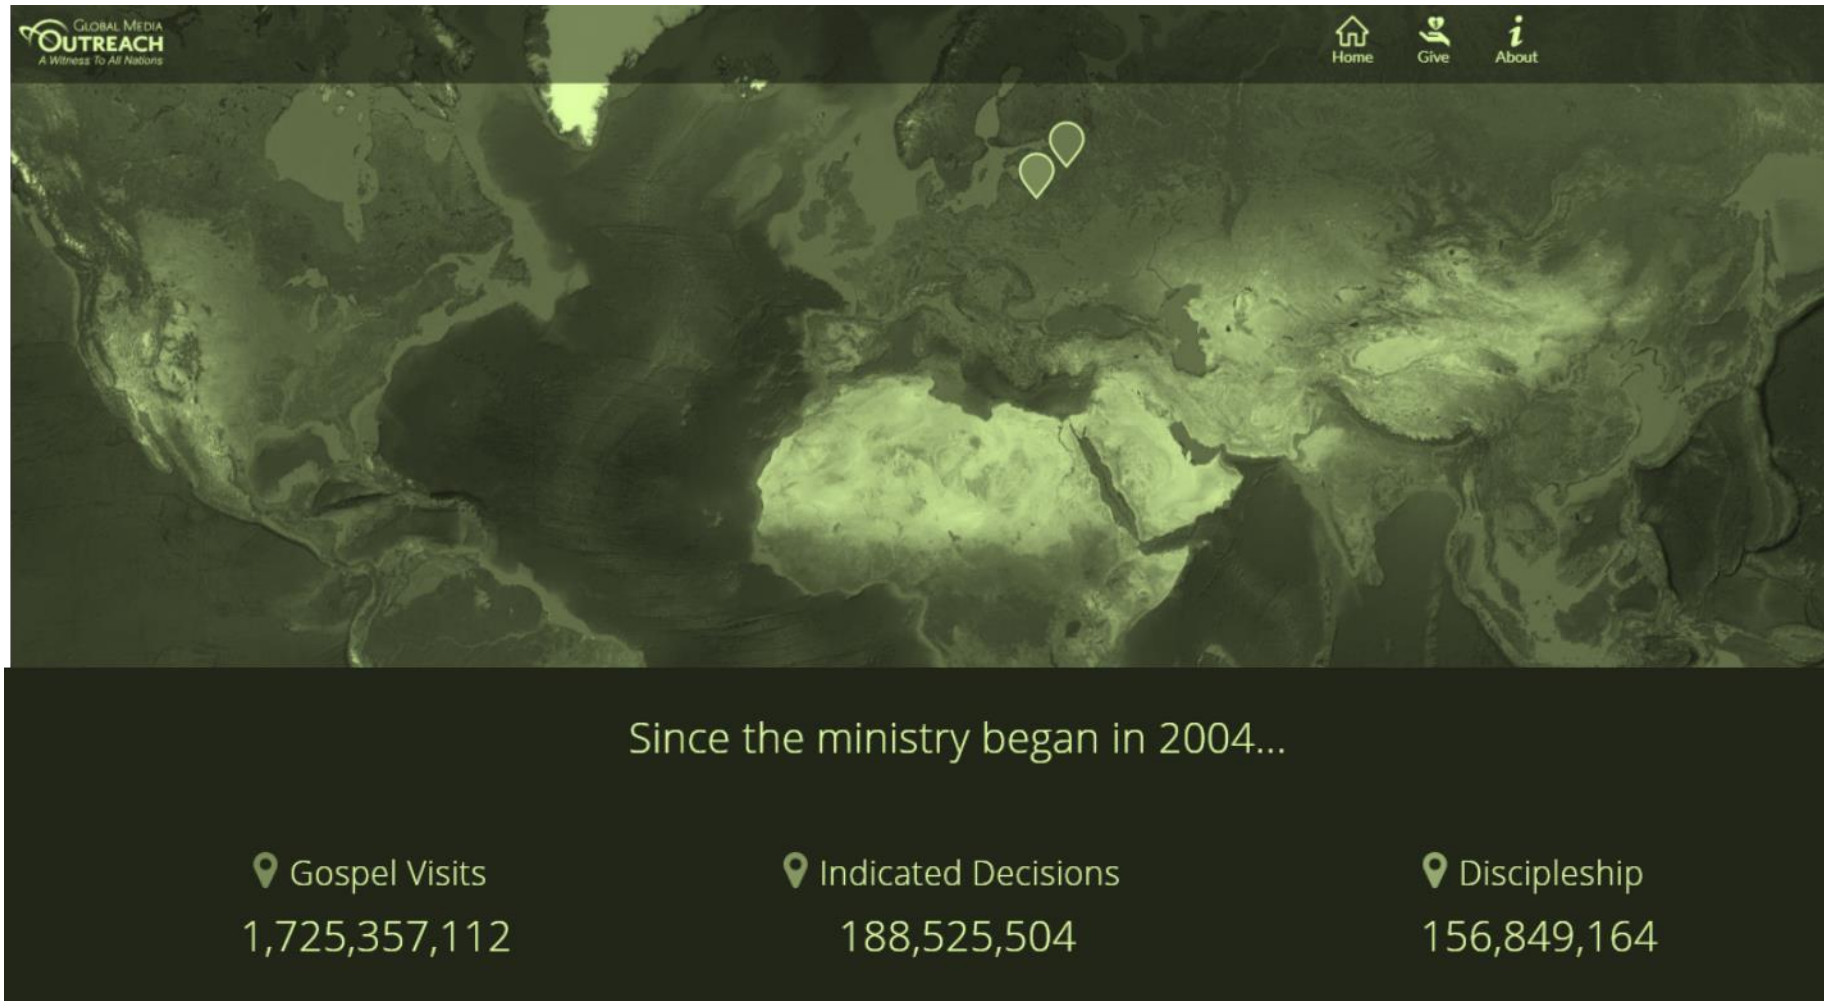 GLOBAL MEDIA
OUTREACH
A Witness To All Nations
Home
Give
About
Since the ministry began in 2004...
Gospel Visits
1,725,357,112
Indicated Decisions
188,525,504
Discipleship
156,849,164